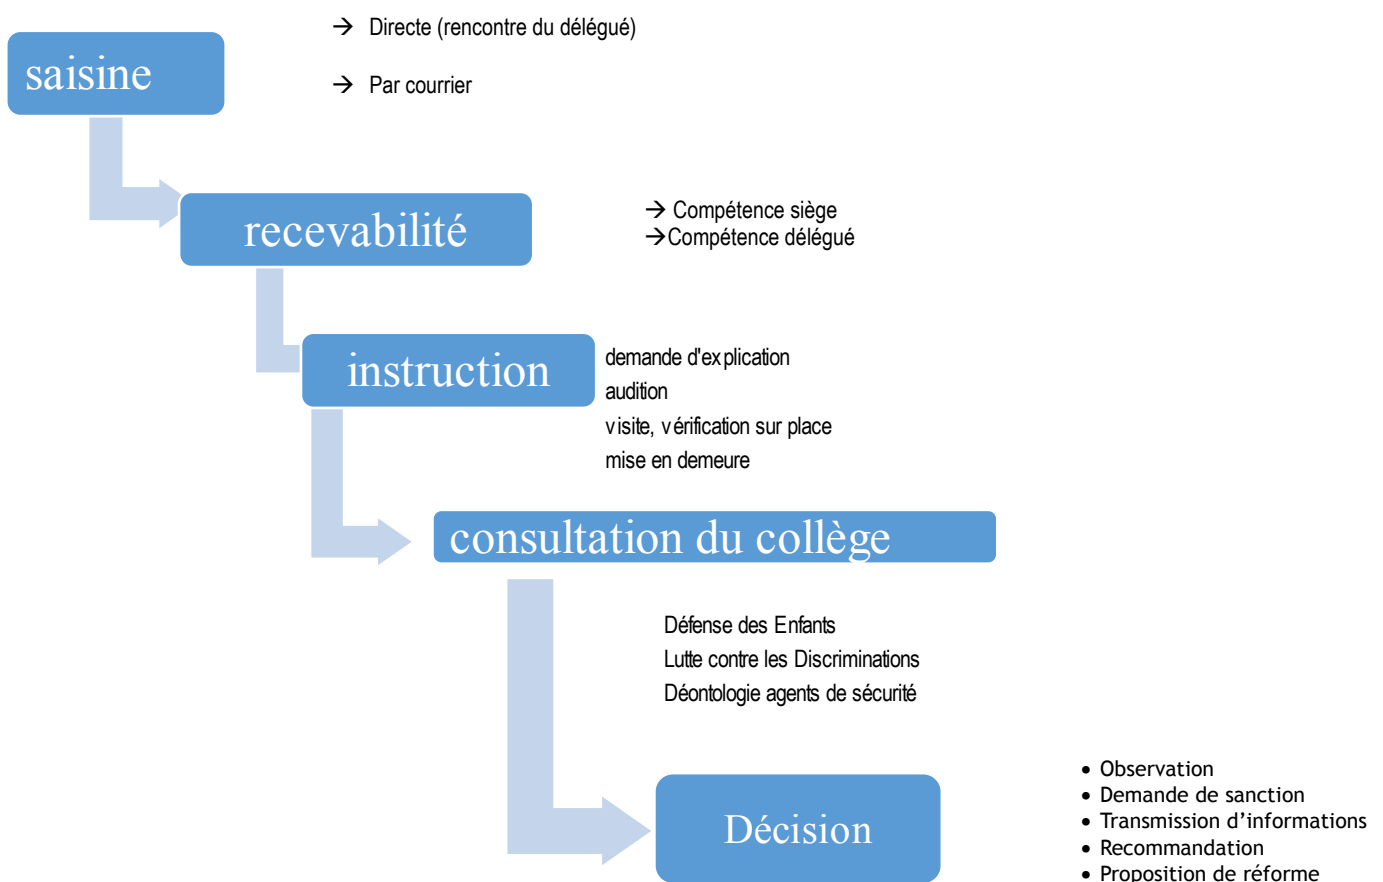 → Directe (rencontre du délégué)
saisine
→ Par courrier
recevabilité
→ Compétence siège
→Compétence délégué
instruction
demande d'explication
audition
visite, vérification sur place
mise en demeure
consultation du collège
Défense des Enfants
Lutte contre les Discriminations
Déontologie agents de sécurité
Décision
• Observation
• Demande de sanction
• Transmission d’informations
• Recommandation
• Proposition de réforme